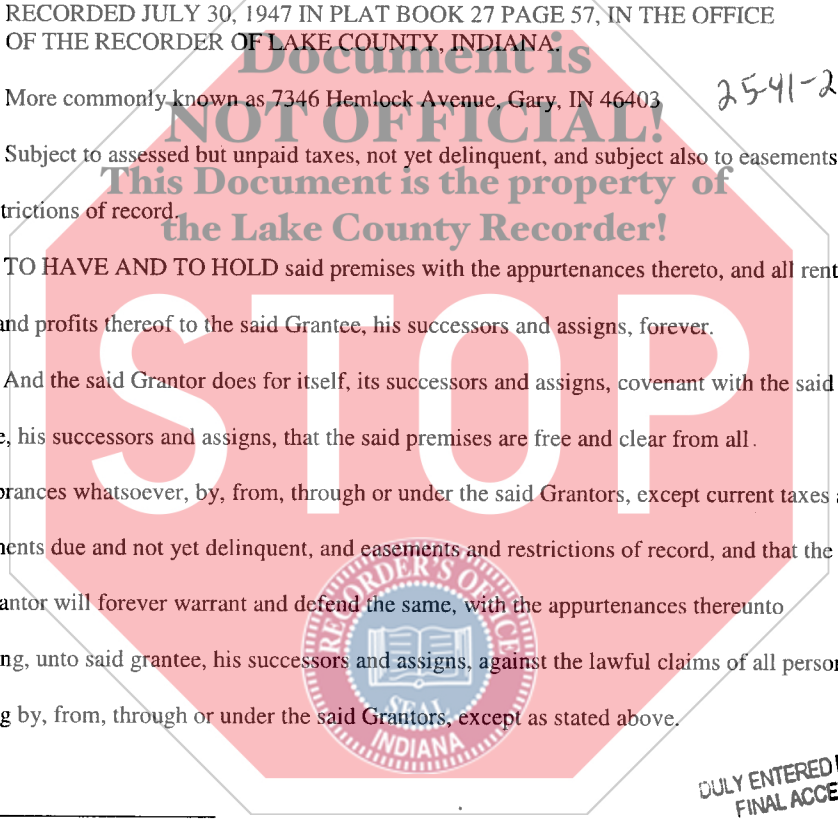 RECORDED JULY 30, 1947 IN PLAT BOOK 27 PAGE 57, IN THE OFFICE
OF THE RECORDER OF LAKE COUNTY, INDIANA.
Document is
More commonly known as 7346 Hemlock Avenue, Gary, IN 46403
25-41-2
NOT OFFICIAL!
Subject to assessed but unpaid taxes, not yet delinquent, and subject also to easements
This Document is the property of
trictions of record.
the Lake County Recorder!
TO HAVE AND TO HOLD said premises with the appurtenances thereto, and all rent
and profits thereof to the said Grantee, his successors and assigns, forever.
STOP
And the said Grantor does for itself, its successors and assigns, covenant with the said
e, his successors and assigns, that the said premises are free and clear from all.
brances whatsoever, by, from, through or under the said Grantors, except current taxes
ents due and not yet delinquent, and easements and restrictions of record, and that the
antor will forever warrant and defend the same, with the appurtenances thereunto
ng, unto said grantee, his successors and assigns, against the lawful claims of all person
g by, from, through or under the said Grantors, except as stated above.
RECORDER'S OFFICE
SEAL
INDIANA
DULY ENTERED
FINAL ACCE